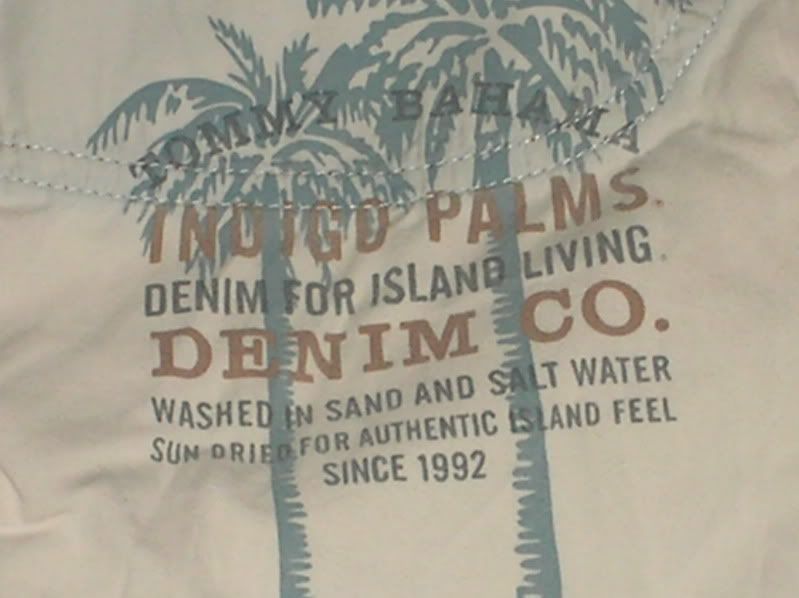 TOMMY BAHAMA
INDIGO PALMS.
DENIM FOR ISLAND LIVING.
DENIM CO.
WASHED IN SAND AND SALT WATER
SUN DRIED FOR AUTHENTIC ISLAND FEEL
SINCE 1992